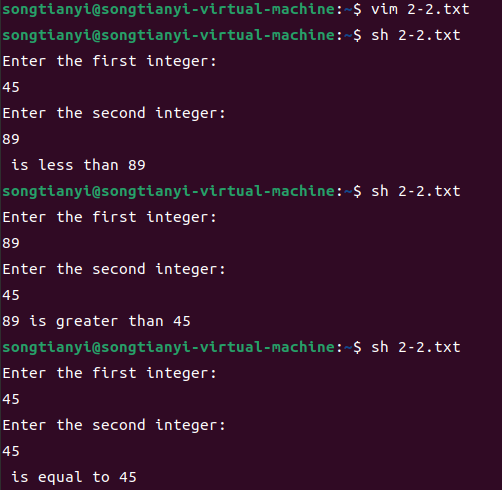 songtianyi@songtianyi-virtual-machine:~$ vim 2-2.txt
songtianyi@songtianyi-virtual-machine:~$ sh 2-2.txt
Enter the first integer:
45
Enter the second integer:
89
 is less than 89
songtianyi@songtianyi-virtual-machine:~$ sh 2-2.txt
Enter the first integer:
89
Enter the second integer:
45
89 is greater than 45
songtianyi@songtianyi-virtual-machine:~$ sh 2-2.txt
Enter the first integer:
45
Enter the second integer:
45
 is equal to 45